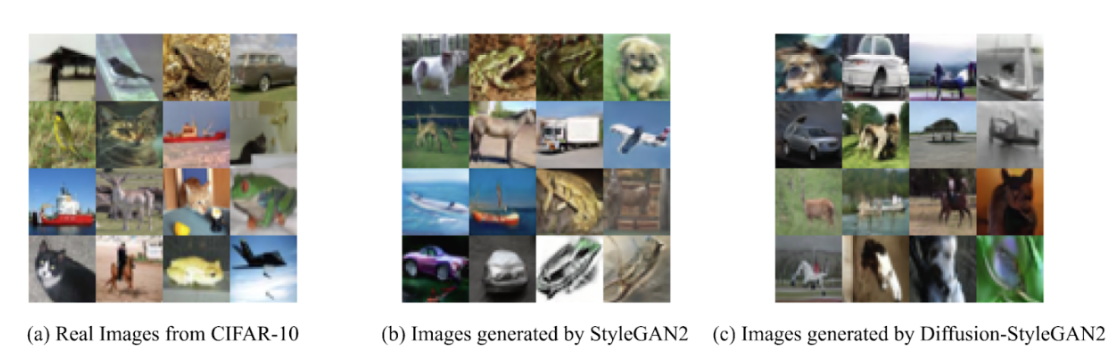 (a) Real Images from CIFAR-10
(b) Images generated by StyleGAN2
(c) Images generated by Diffusion-StyleGAN2